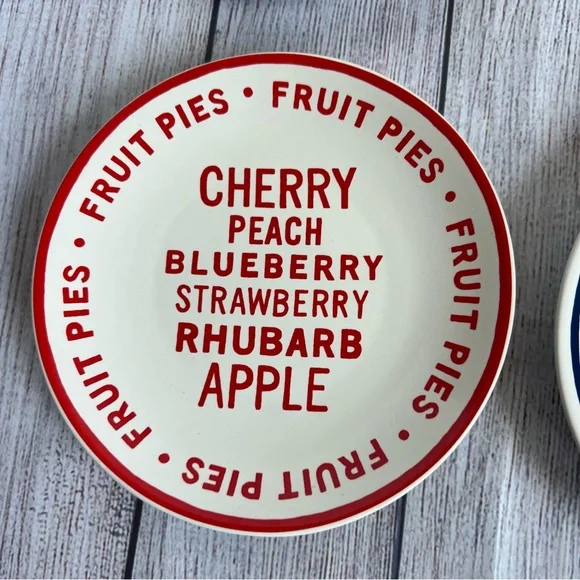 FRUIT PIES • FRUIT PIES • FRUIT PIES • FRUIT PIES • FRUIT PIES •
CHERRY
PEACH
BLUEBERRY
STRAWBERRY
RHUBARB
APPLE